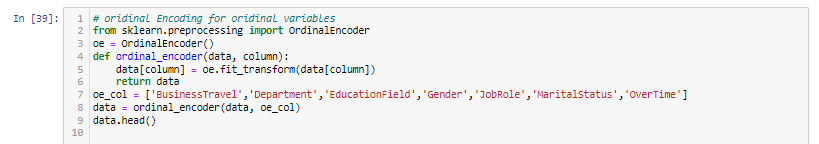 In [39]:
1 # oridinal Encoding for oridinal variables
2 from sklearn.preprocessing import OrdinalEncoder
3 oe = OrdinalEncoder()
4 def ordinal_encoder(data, column):
5     data[column] = oe.fit_transform(data[column])
6     return data
7 oe_col = ['BusinessTravel','Department','EducationField','Gender','JobRole','MaritalStatus','OverTime']
8 data = ordinal_encoder(data, oe_col)
9 data.head()
10